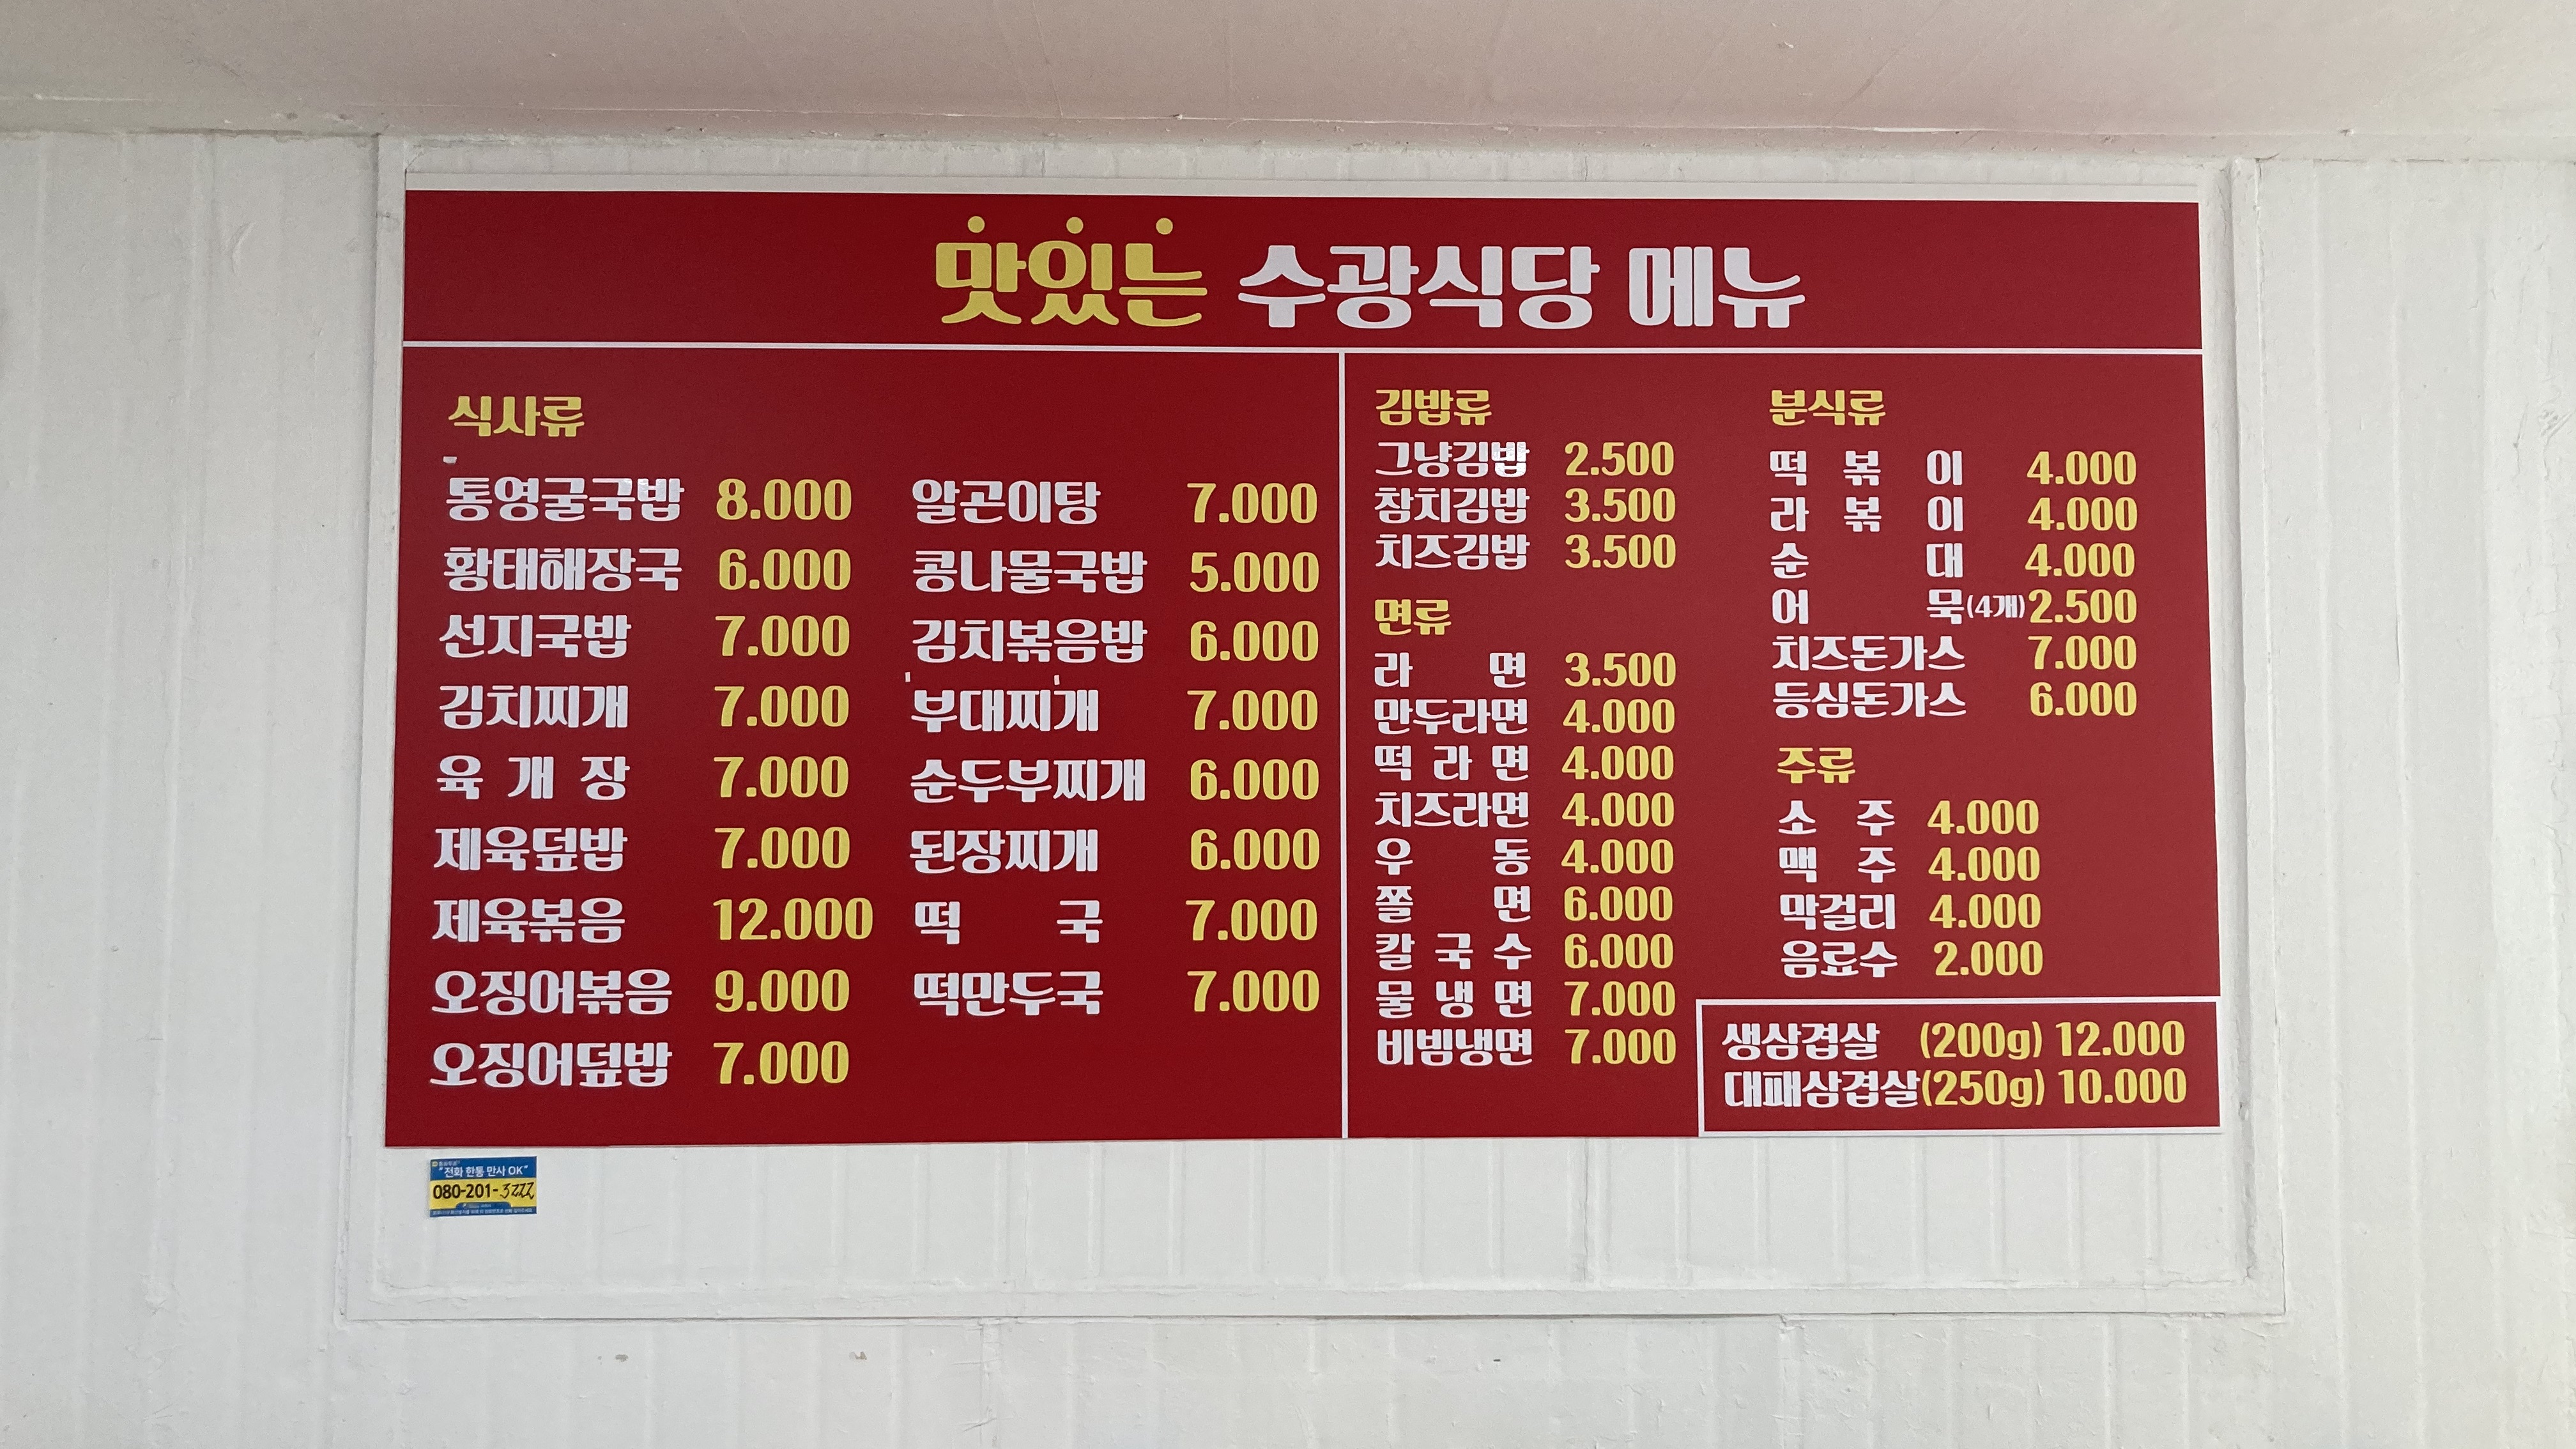 맛있는 수광식당 메뉴
식사류
통영굴국밥 8.000
황태해장국 6.000
선지국밥 7.000
김치찌개 7.000
육 개 장 7.000
제육덮밥 7.000
제육볶음 12.000
오징어볶음 9.000
오징어덮밥 7.000
알곤이탕 7.000
콩나물국밥 5.000
김치볶음밥 6.000
부대찌개 7.000
순두부찌개 6.000
된장찌개 6.000
떡 국 7.000
떡만두국 7.000
김밥류
그냥김밥 2.500
참치김밥 3.500
치즈김밥 3.500
면류
라 면 3.500
만두라면 4.000
떡 라 면 4.000
치즈라면 4.000
우 동 4.000
쫄 면 6.000
칼 국 수 6.000
물 냉 면 7.000
비빔냉면 7.000
분식류
떡 볶 이 4.000
라 볶 이 4.000
순 대 4.000
어 묵(4개) 2.500
치즈돈가스 7.000
등심돈가스 6.000
주류
소 주 4.000
맥 주 4.000
막걸리 4.000
음료수 2.000
생삼겹살 (200g) 12.000
대패삼겹살(250g) 10.000
"전화 한통 만사 OK"
080-201-